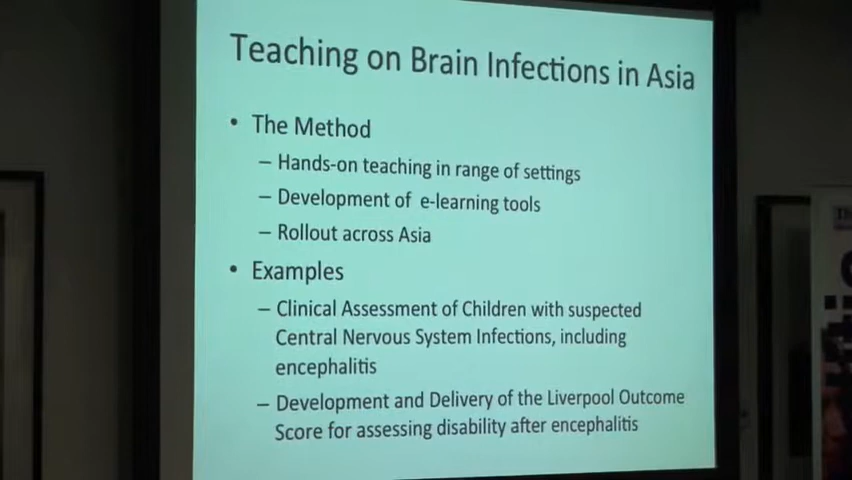 Teaching on Brain Infections in Asia
• The Method
– Hands-on teaching in range of settings
– Development of e-learning tools
– Rollout across Asia
• Examples
– Clinical Assessment of Children with suspected
Central Nervous System Infections, including
encephalitis
– Development and Delivery of the Liverpool Outcome
Score for assessing disability after encephalitis